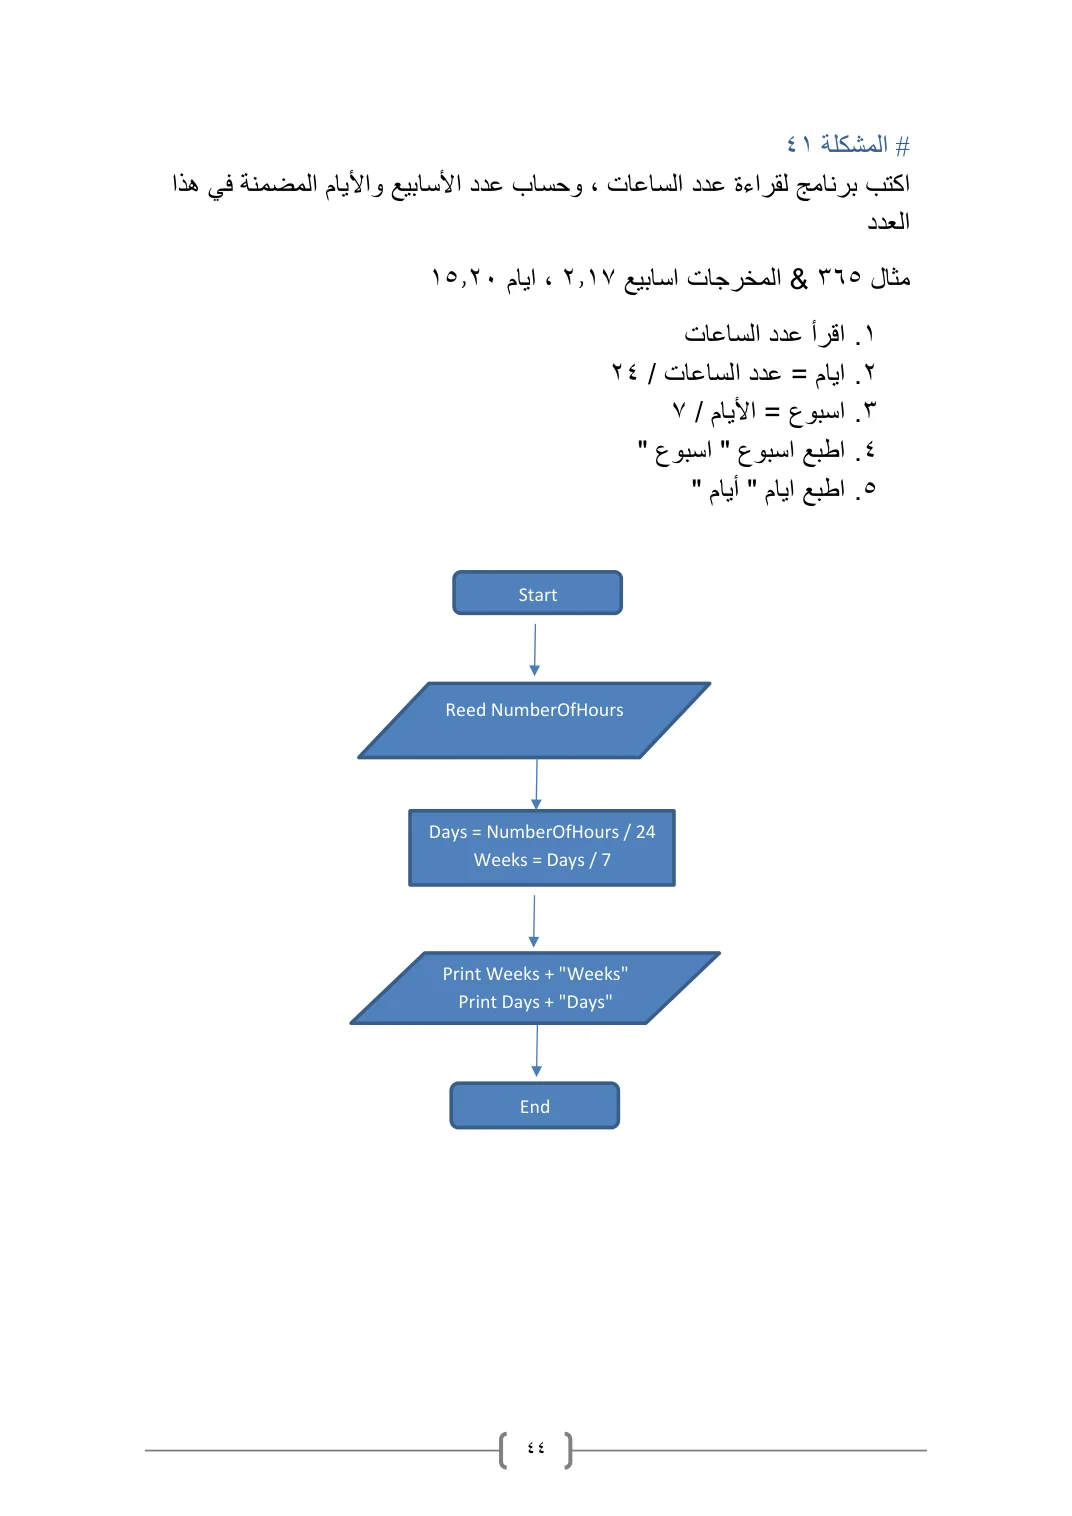 # المشكلة ٤١
اكتب برنامج لقراءة عدد الساعات ، وحساب عدد الأسابيع والأيام المضمنة في هذا
العدد
مثال ٣٦٥ & المخرجات اسابيع ٢,١٧ ، ايام ١٥,٢٠
١. اقرأ عدد الساعات
٢. ايام = عدد الساعات / ٢٤
٣. اسبوع = الأيام / ٧
٤. اطبع اسبوع " اسبوع "
٥. اطبع ايام " أيام "
Start
Reed NumberOfHours
Days = NumberOfHours / 24
Weeks = Days / 7
Print Weeks + "Weeks"
Print Days + "Days"
End
٤٤